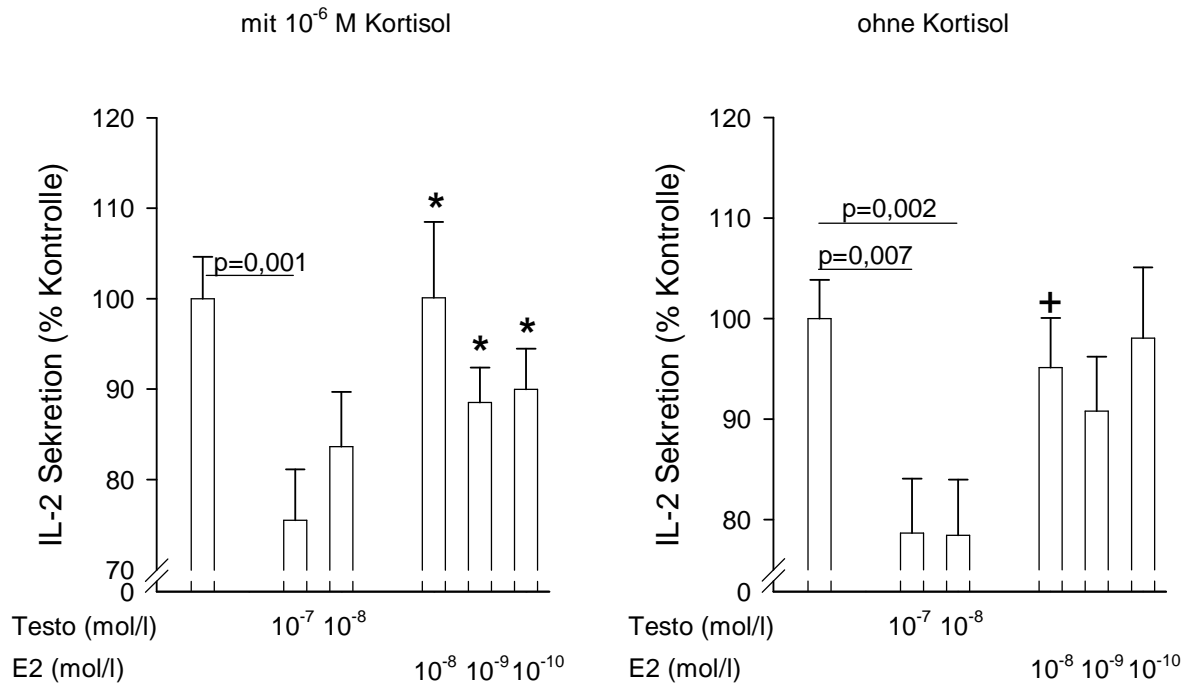 mit 10⁻⁶ M Kortisol
IL-2 Sekretion (% Kontrolle)
120
110
100
90
80
70
0
p=0,001
*
*
*
Testo (mol/l) 10⁻⁷ 10⁻⁸
E2 (mol/l) 10⁻⁸ 10⁻⁹ 10⁻¹⁰
ohne Kortisol
IL-2 Sekretion (% Kontrolle)
120
110
100
90
80
0
p=0,002
p=0,007
+
Testo (mol/l) 10⁻⁷ 10⁻⁸
E2 (mol/l) 10⁻⁸ 10⁻⁹ 10⁻¹⁰